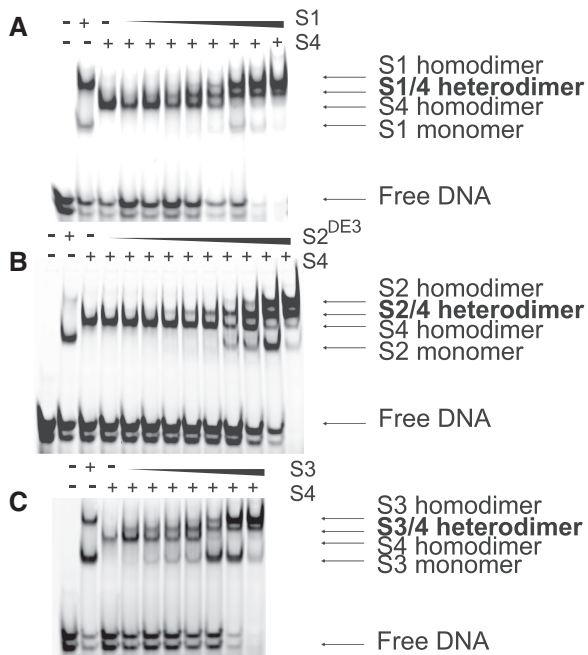 A
- + - S1
- - + + + + + + + + + S4
S1 homodimer
S1/4 heterodimer
S4 homodimer
S1 monomer
Free DNA
B
- + - S2DE3
- - + + + + + + + + + + + S4
S2 homodimer
S2/4 heterodimer
S4 homodimer
S2 monomer
Free DNA
C
- + - S3
- - + + + + + + + + S4
S3 homodimer
S3/4 heterodimer
S4 homodimer
S3 monomer
Free DNA